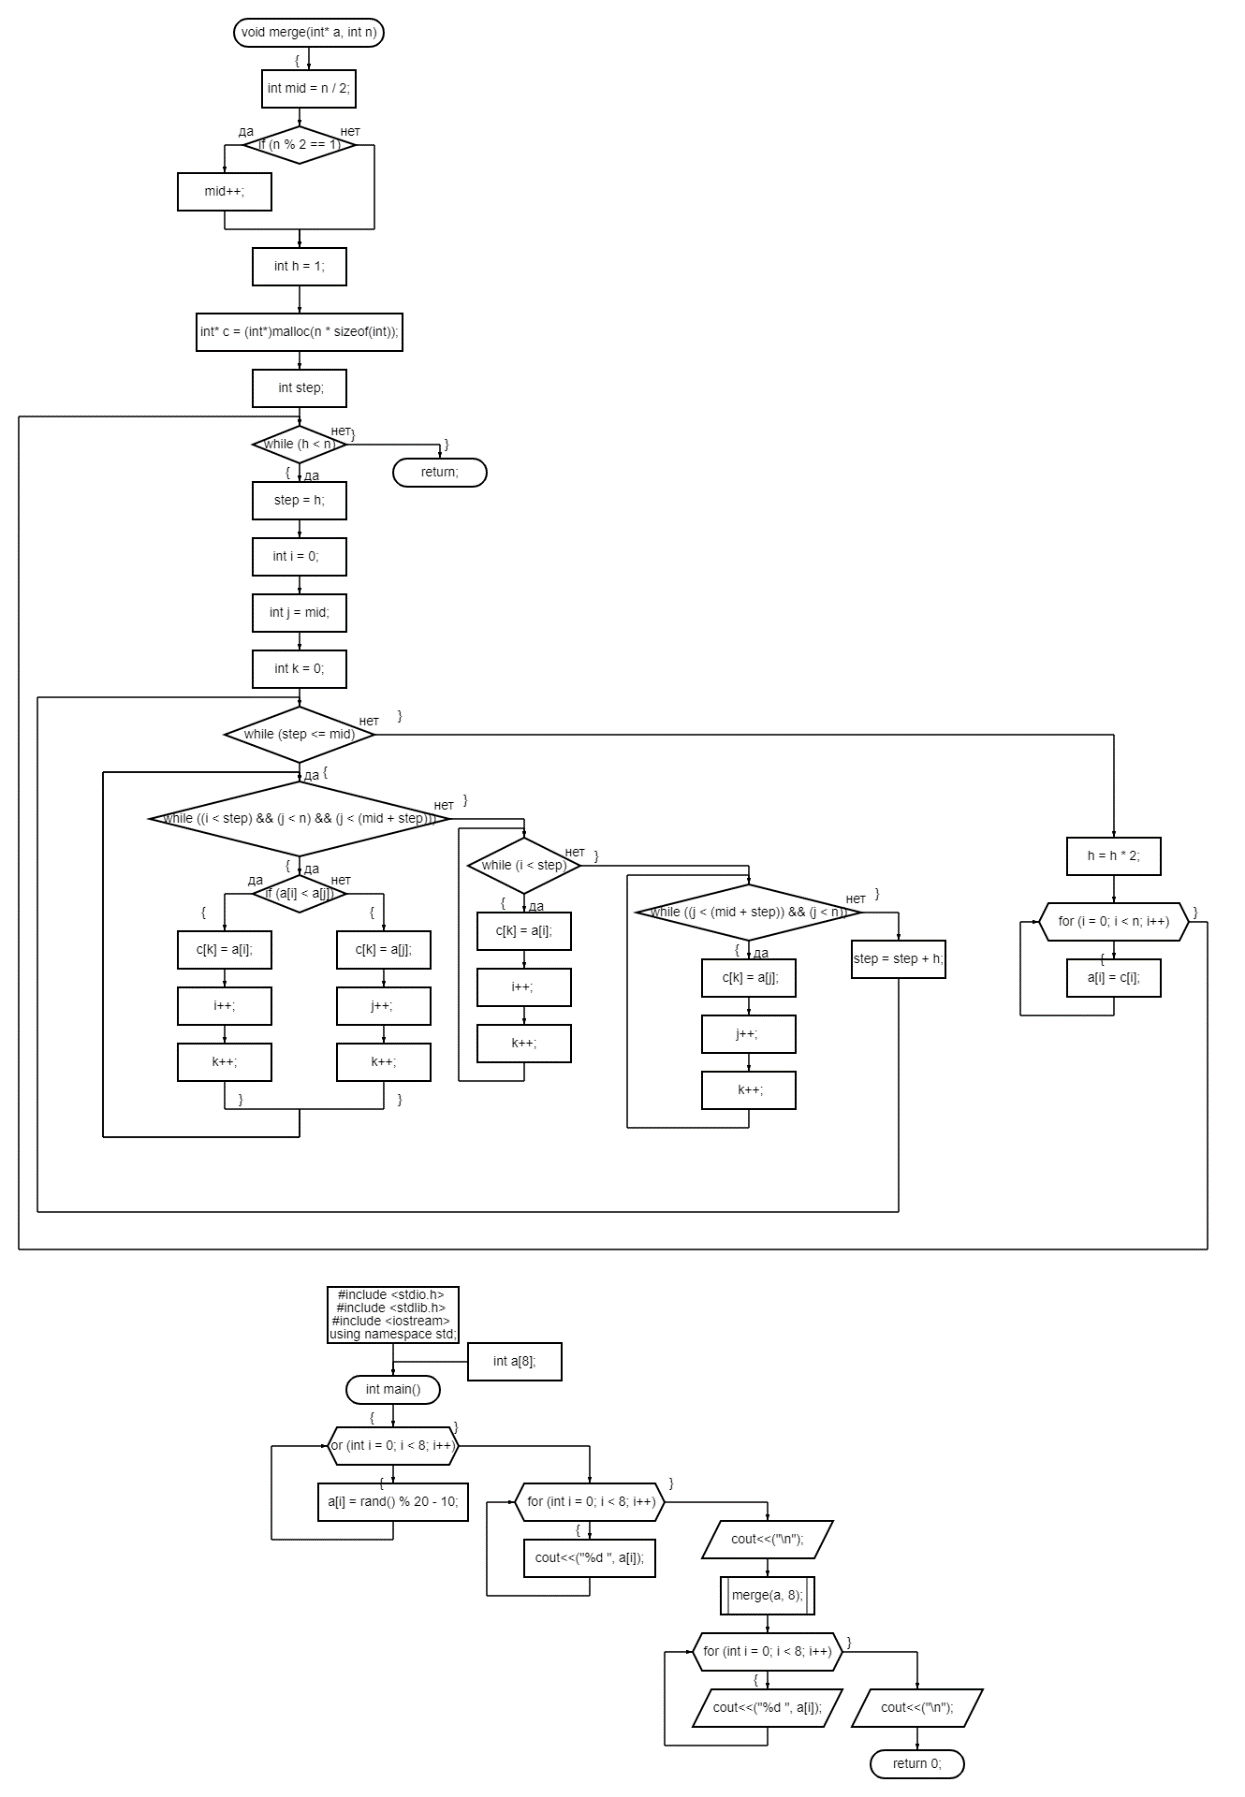 void merge(int* a, int n)
{
int mid = n / 2;
да
нет
if (n % 2 == 1)
mid++;
int h = 1;
int* c = (int*)malloc(n * sizeof(int));
int step;
нет
}
while (h < n)
}
{
да
return;
step = h;
int i = 0;
int j = mid;
int k = 0;
нет
}
while (step <= mid)
да {
нет
}
while ((i < step) && (j < n) && (j < (mid + step)))
нет
}
h = h * 2;
{
да
while (i < step)
да
нет
if (a[i] < a[j])
нет
}
{
{
{
да
while ((j < (mid + step)) && (j < n))
for (i = 0; i < n; i++)
}
c[k] = a[i];
c[k] = a[j];
c[k] = a[i];
{
да
step = step + h;
{
c[k] = a[j];
a[i] = c[i];
i++;
j++;
i++;
j++;
k++;
k++;
k++;
k++;
}
}
#include <stdio.h>
#include <stdlib.h>
#include <iostream>
using namespace std;
int a[8];
int main()
{
}
or (int i = 0; i < 8; i++)
{
}
a[i] = rand() % 20 - 10;
for (int i = 0; i < 8; i++)
{
cout<<("\n");
cout<<("%d ", a[i]);
merge(a, 8);
}
for (int i = 0; i < 8; i++)
{
cout<<("%d ", a[i]);
cout<<("\n");
return 0;